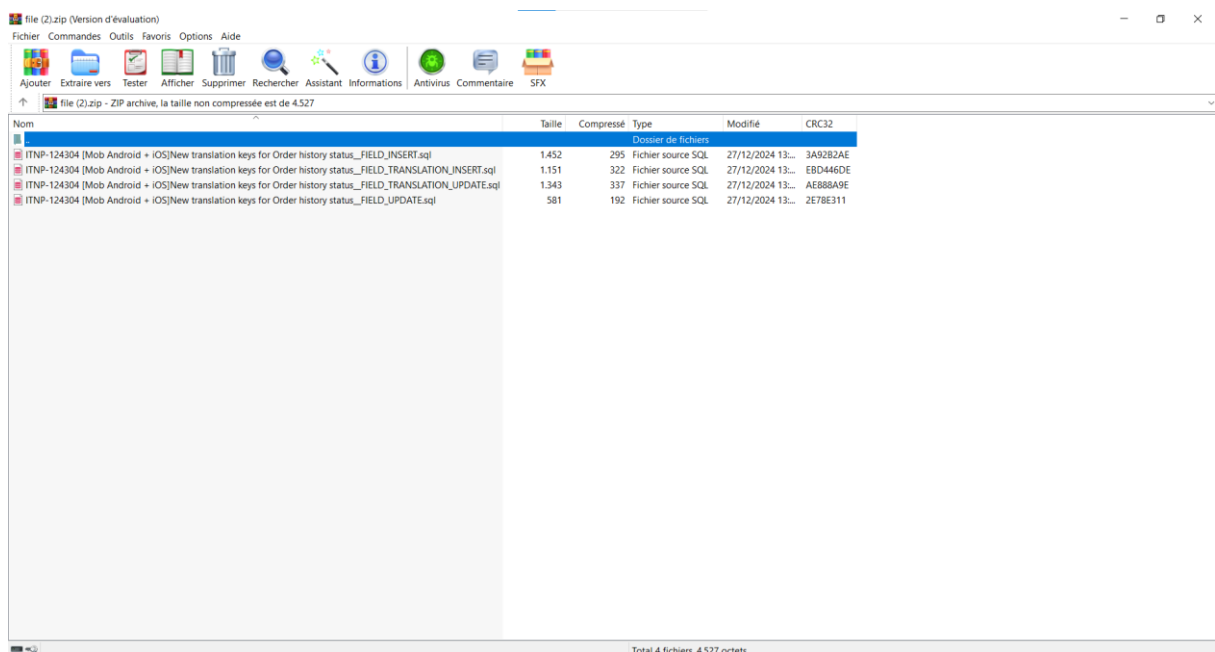 file (2).zip (Version d'évaluation)
Fichier Commandes Outils Favoris Options Aide
Ajouter Extraire vers Tester Afficher Supprimer Rechercher Assistant Informations Antivirus Commentaire SFX
file (2).zip - ZIP archive, la taille non compressée est de 4.527
Nom Taille Compressé Type Modifié CRC32
.. Dossier de fichiers
ITNP-124304 [Mob Android + iOS]New translation keys for Order history status__FIELD_INSERT.sql 1.452 295 Fichier source SQL 27/12/2024 13:... 3A92B2AE
ITNP-124304 [Mob Android + iOS]New translation keys for Order history status__FIELD_TRANSLATION_INSERT.sql 1.151 322 Fichier source SQL 27/12/2024 13:... EBD446DE
ITNP-124304 [Mob Android + iOS]New translation keys for Order history status__FIELD_TRANSLATION_UPDATE.sql 1.343 337 Fichier source SQL 27/12/2024 13:... AE888A9E
ITNP-124304 [Mob Android + iOS]New translation keys for Order history status__FIELD_UPDATE.sql 581 192 Fichier source SQL 27/12/2024 13:... 2E78E311
Total 4 fichiers, 4.527 octets